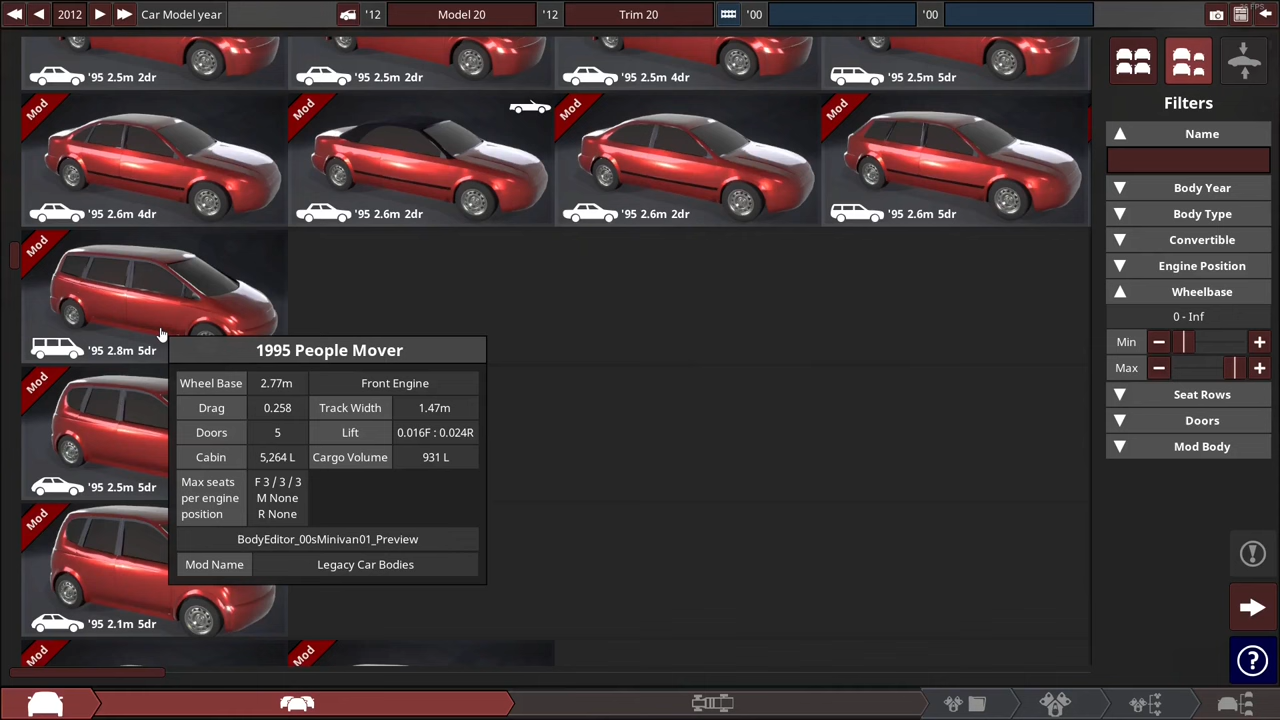 2012 Car Model year '12 Model 20 '12 Trim 20 '00 '00
'95 2.5m 2dr '95 2.5m 2dr '95 2.5m 4dr '95 2.5m 5dr
Mod Mod Mod Mod
'95 2.6m 4dr '95 2.6m 2dr '95 2.6m 2dr '95 2.6m 5dr
Mod
'95 2.8m 5dr
Mod
'95 2.5m 5dr
Mod
'95 2.1m 5dr
Mod Mod
1995 People Mover
Wheel Base 2.77m Front Engine
Drag 0.258 Track Width 1.47m
Doors 5 Lift 0.016F : 0.024R
Cabin 5,264 L Cargo Volume 931 L
Max seats F 3 / 3 / 3
per engine M None
position R None
BodyEditor_00sMinivan01_Preview
Mod Name Legacy Car Bodies
Filters
Name
Body Year
Body Type
Convertible
Engine Position
Wheelbase
0 - Inf
Min
Max
Seat Rows
Doors
Mod Body